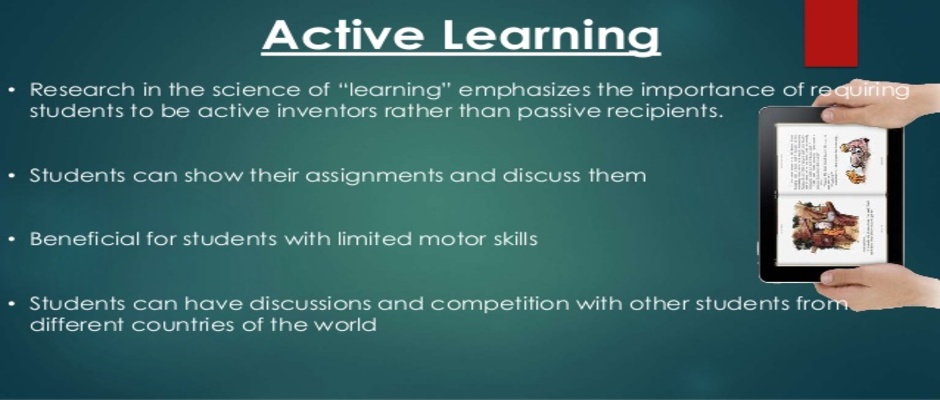 Active Learning
• Research in the science of “learning” emphasizes the importance of requiring
students to be active inventors rather than passive recipients.
• Students can show their assignments and discuss them
• Beneficial for students with limited motor skills
• Students can have discussions and competition with other students from
different countries of the world